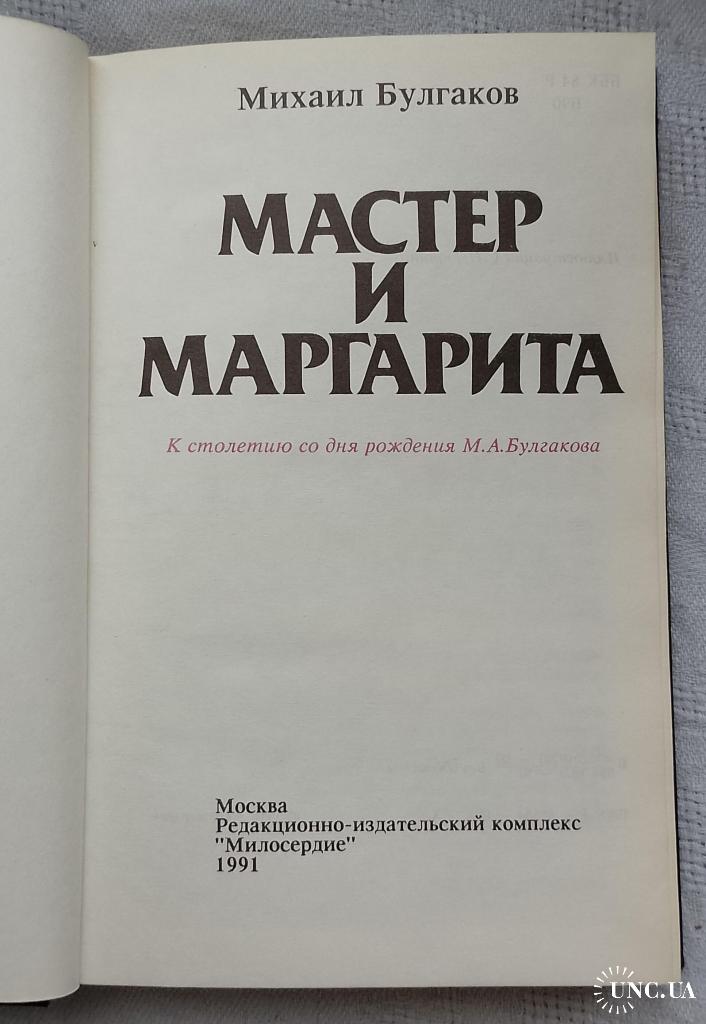 Михаил Булгаков
МАСТЕР
И
МАРГАРИТА
К столетию со дня рождения М.А.Булгакова
Москва
Редакционно-издательский комплекс
"Милосердие"
1991
UNC.UA